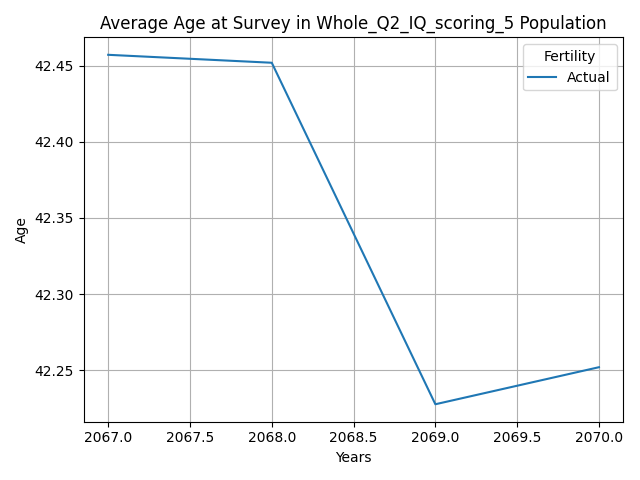 Average Age at Survey in Whole_Q2_IQ_scoring_5 Population
Fertility
Actual
42.45
42.40
42.35
42.30
42.25
Age
2067.0 2067.5 2068.0 2068.5 2069.0 2069.5 2070.0
Years